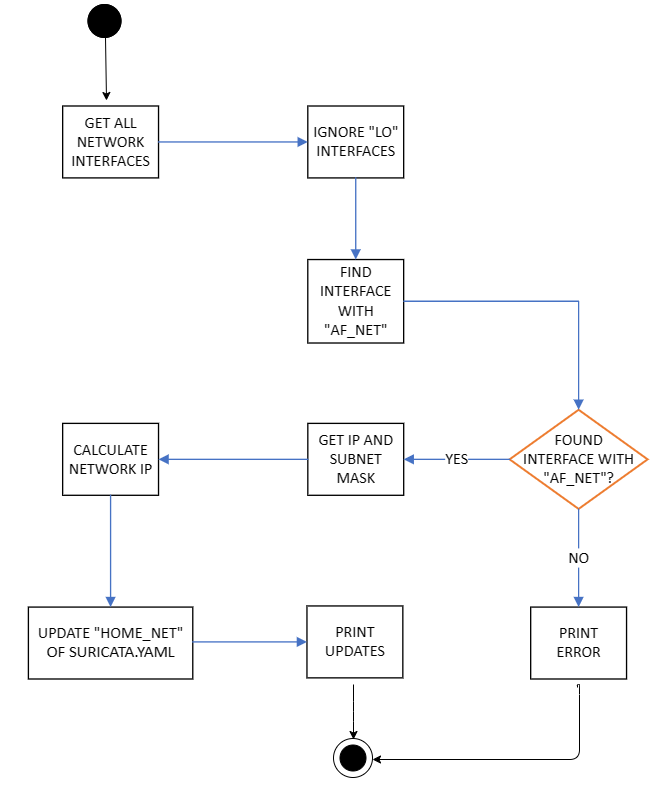 GET ALL
NETWORK
INTERFACES
IGNORE "LO"
INTERFACES
FIND
INTERFACE
WITH
"AF_NET"
FOUND
INTERFACE WITH
"AF_NET"?
YES
GET IP AND
SUBNET
MASK
CALCULATE
NETWORK IP
NO
UPDATE "HOME_NET"
OF SURICATA.YAML
PRINT
UPDATES
PRINT
ERROR